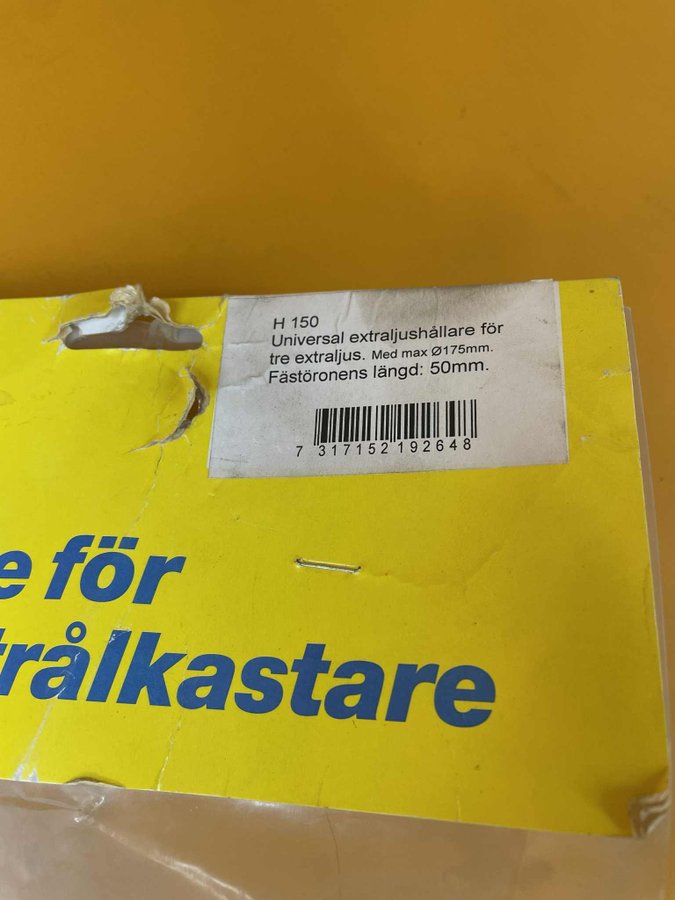 H 150
Universal extraljushållare för
tre extraljus. Med max Ø175mm.
Fästöronens längd: 50mm.
7 317152 192648
e för
trålkastare